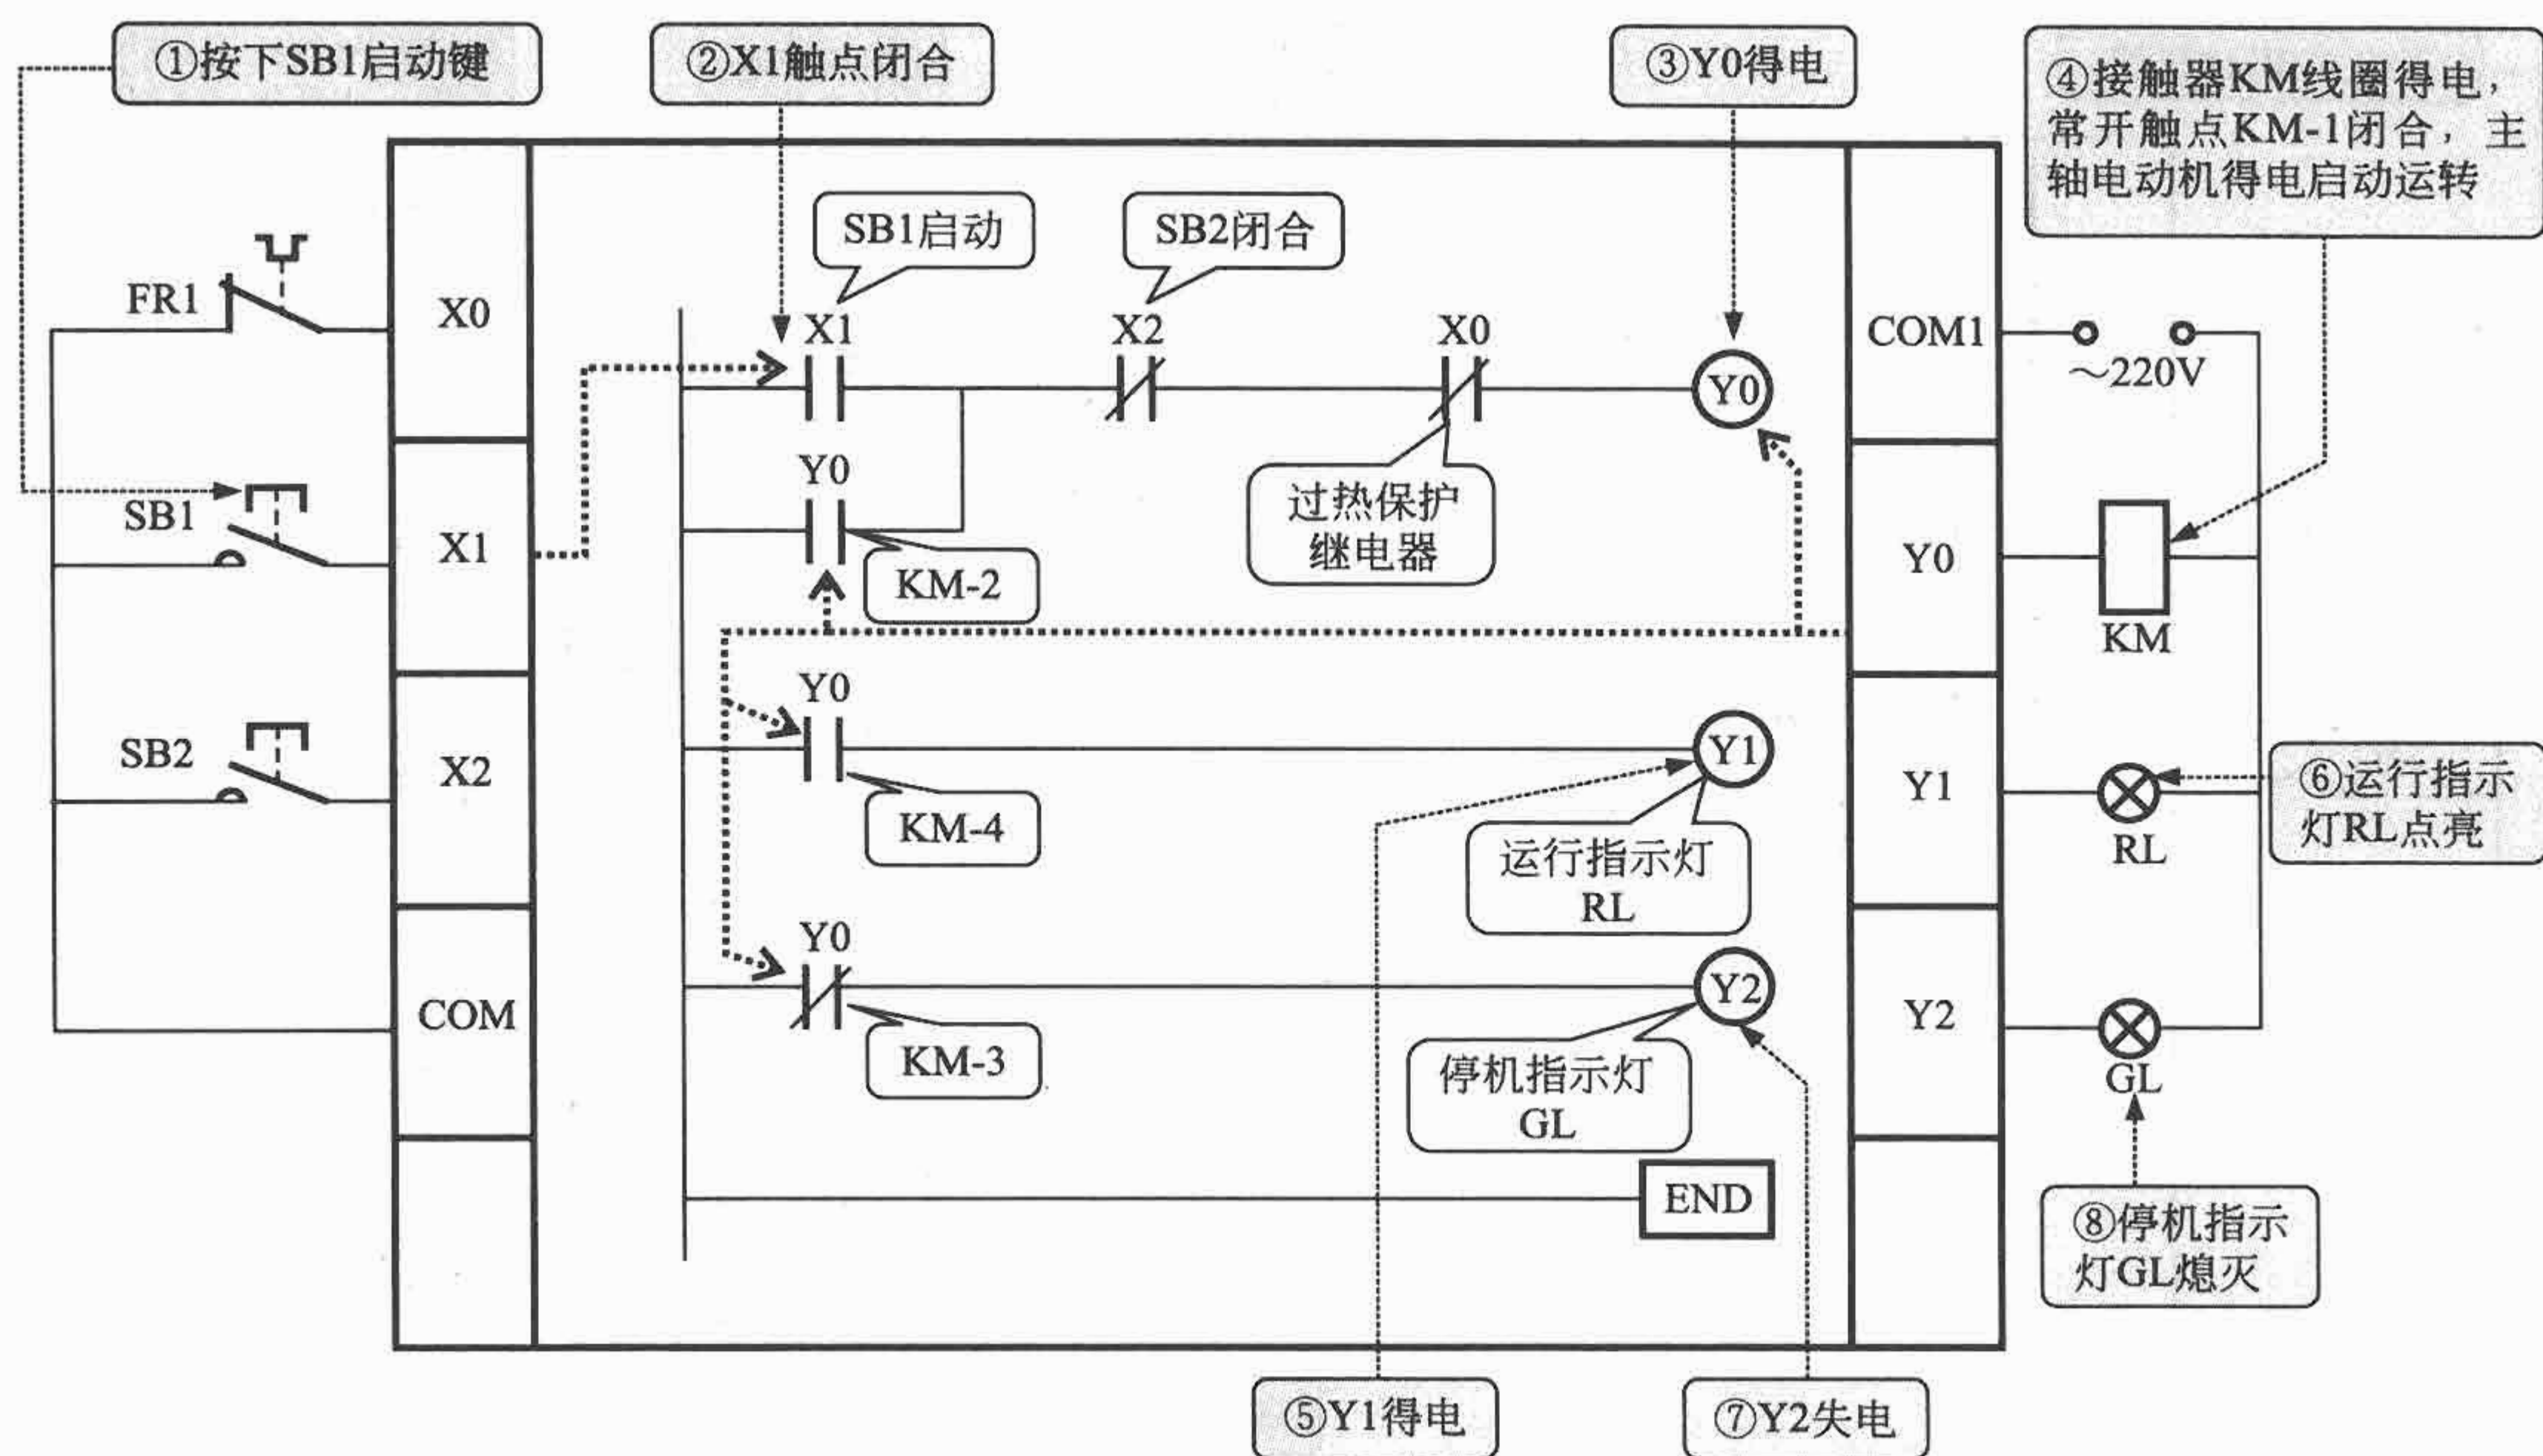 ①按下SB1启动键
②X1触点闭合
③Y0得电
④接触器KM线圈得电，
常开触点KM-1闭合，主
轴电动机得电启动运转
SB1启动
SB2闭合
FR1
X0
X1
X2
X0
Y0
COM1
～220V
Y0
过热保护
继电器
SB1
X1
KM-2
Y0
KM
Y0
SB2
X2
Y1
Y1
⑥运行指示
灯RL点亮
KM-4
运行指示灯
RL
RL
Y0
COM
Y2
Y2
KM-3
停机指示灯
GL
GL
END
⑧停机指示
灯GL熄灭
⑤Y1得电
⑦Y2失电